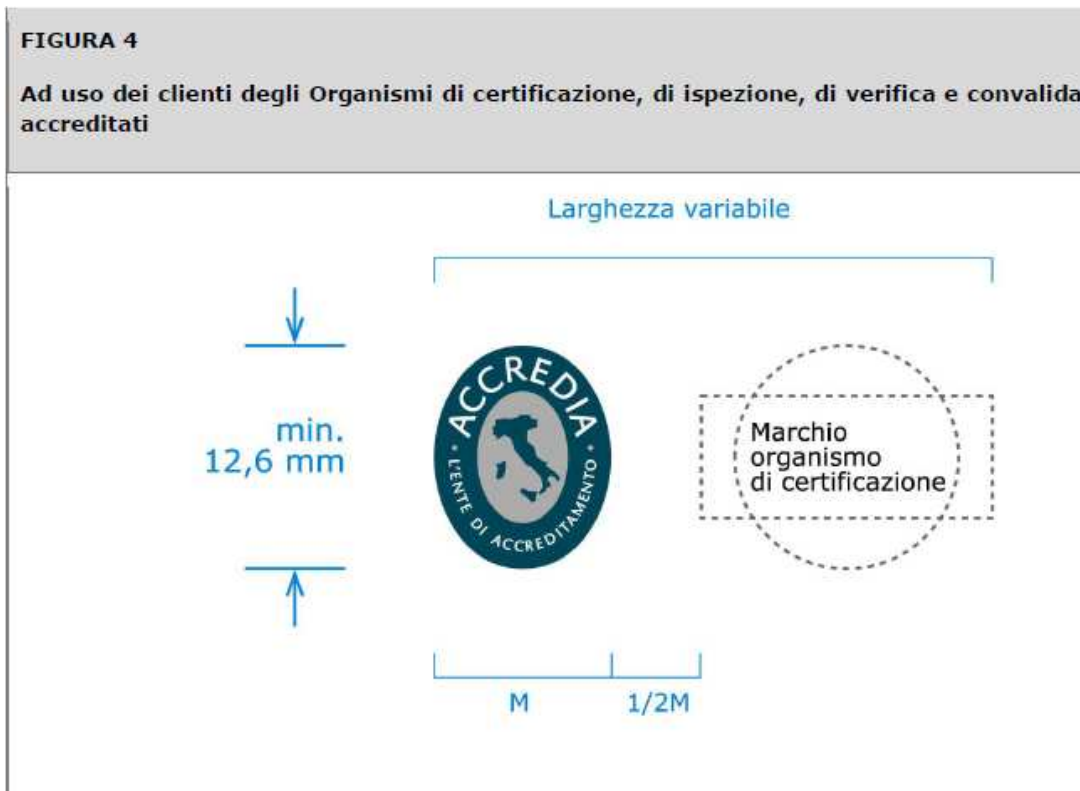 FIGURA 4
Ad uso dei clienti degli Organismi di certificazione, di ispezione, di verifica e convalida
accreditati
Larghezza variabile
min.
12,6 mm
ACCREDIA
• L'ENTE DI ACCREDITAMENTO •
Marchio
organismo
di certificazione
M
1/2M